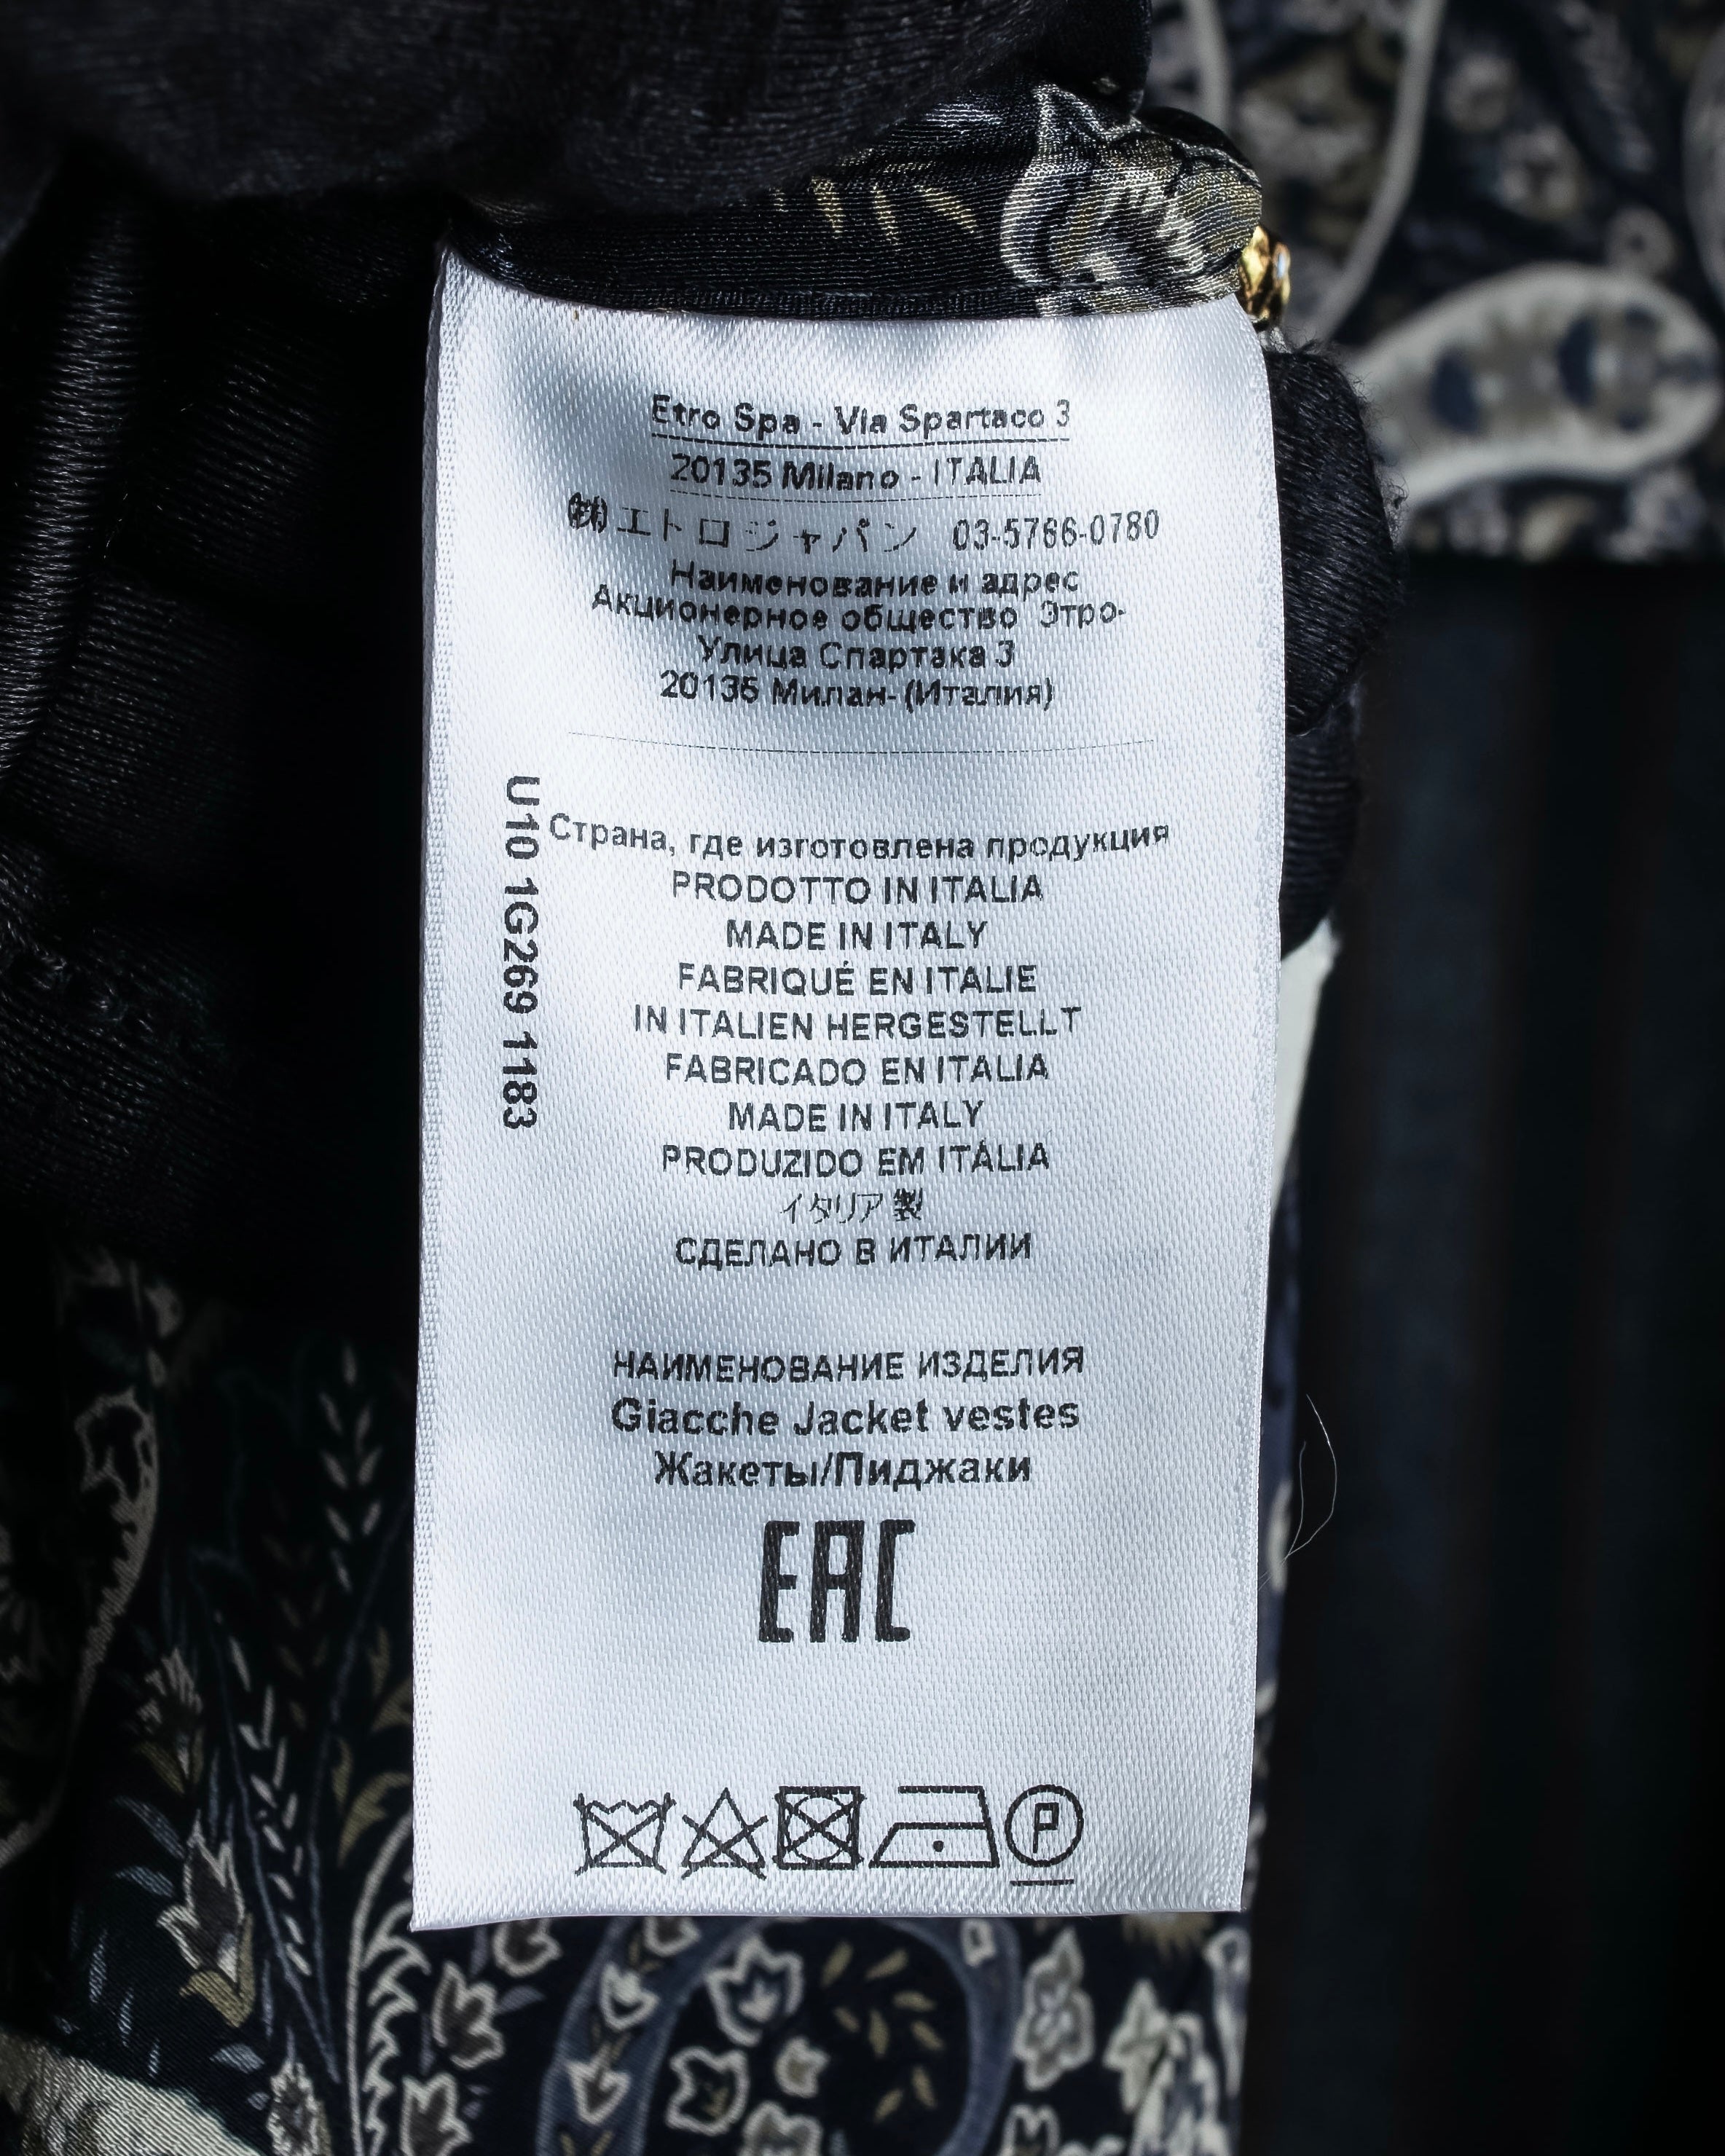 Etro Spa - Via Spartaco 3
20135 Milano - ITALIA
㈱エトロジャパン 03-5766-0780
Наименование и адрес
Акционерное общество Этро-
Улица Спартака 3
20135 Милан- (Италия)
U10 1G269 1183
Страна, где изготовлена продукция
PRODOTTO IN ITALIA
MADE IN ITALY
FABRIQUÉ EN ITALIE
IN ITALIEN HERGESTELLT
FABRICADO EN ITALIA
MADE IN ITALY
PRODUZIDO EM ITÁLIA
イタリア製
СДЕЛАНО В ИТАЛИИ
НАИМЕНОВАНИЕ ИЗДЕЛИЯ
Giacche Jacket vestes
Жакеты/Пиджаки
EAC
P